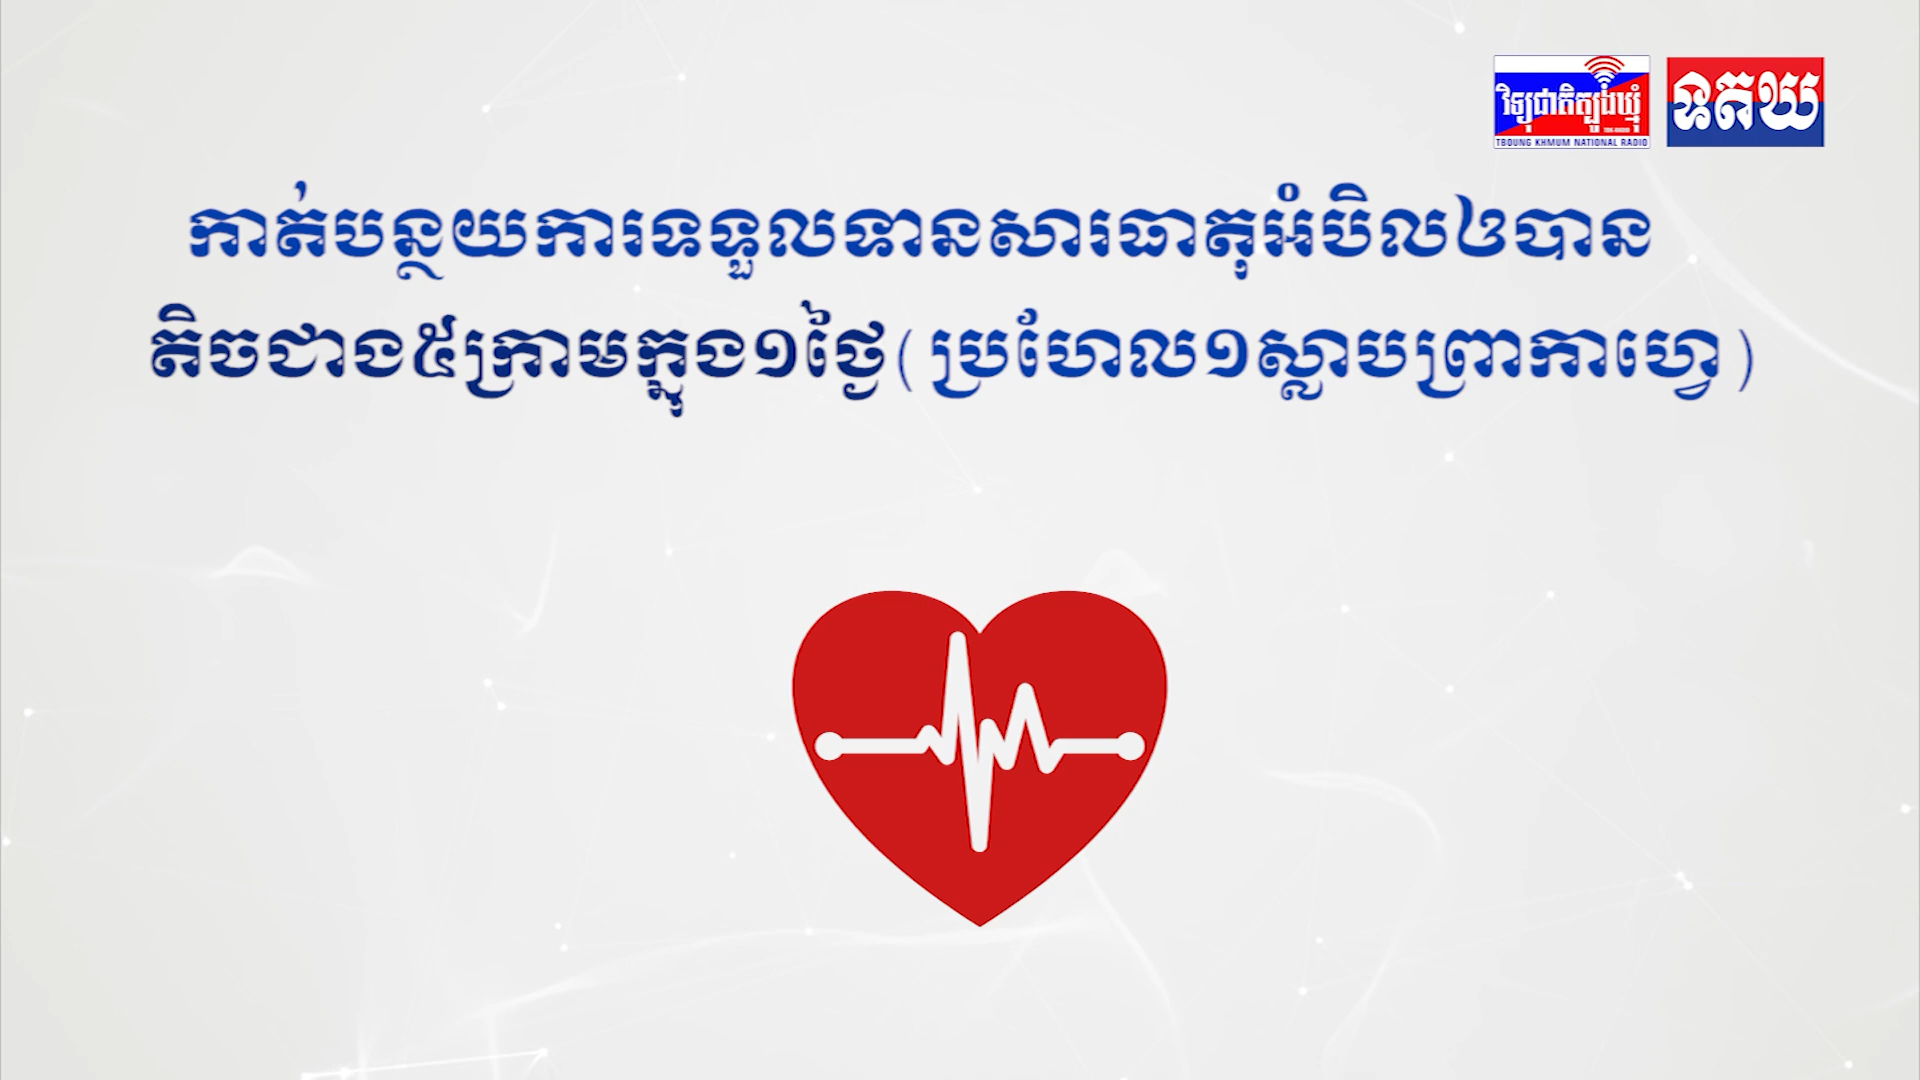 វិទ្យុជាតិត្បូងឃ្មុំ
TBOUNG KHMUM NATIONAL RADIO
ទតឃ
កាត់បន្ថយការទទួលទានសារធាតុអំបិលឲ្យបាន
តិចជាង៥ក្រាមក្នុង១ថ្ងៃ(ប្រហែល១ស្លាបព្រាកាហ្វេ)